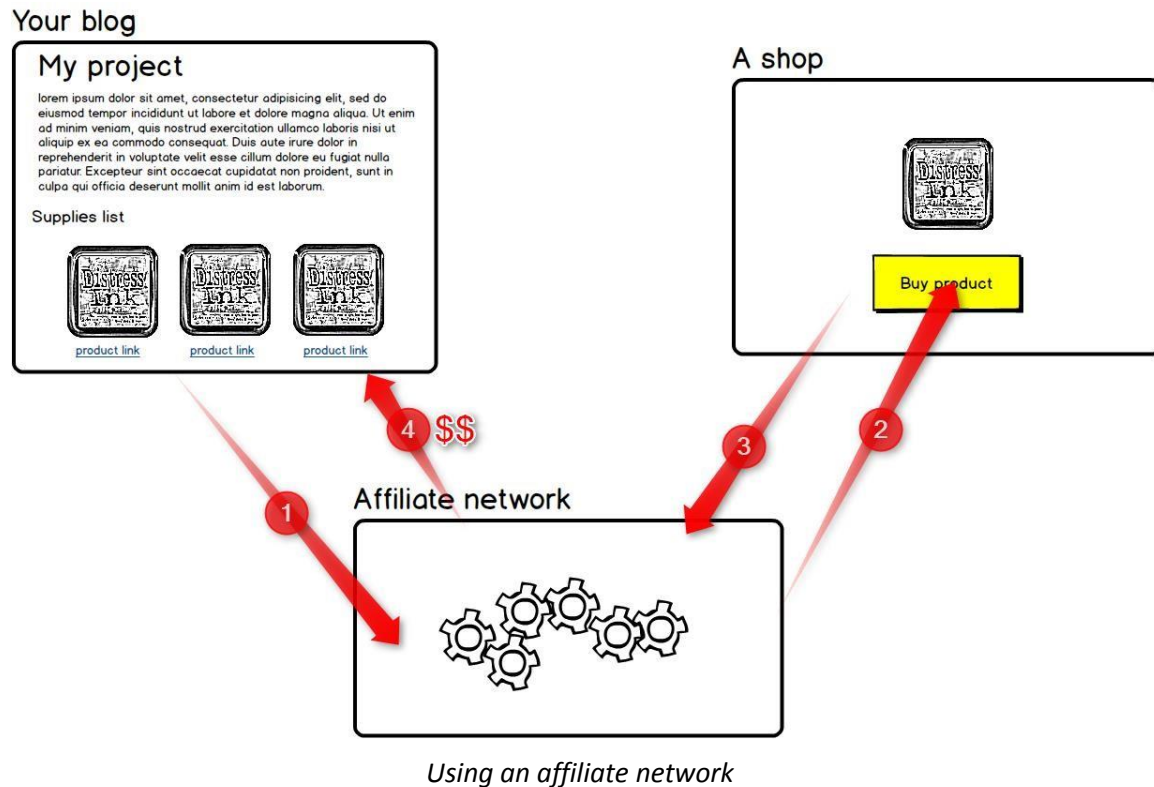 Your blog
My project
lorem ipsum dolor sit amet, consectetur adipisicing elit, sed do
eiusmod tempor incididunt ut labore et dolore magna aliqua. Ut enim
ad minim veniam, quis nostrud exercitation ullamco laboris nisi ut
aliquip ex ea commodo consequat. Duis aute irure dolor in
reprehenderit in voluptate velit esse cillum dolore eu fugiat nulla
pariatur. Excepteur sint occaecat cupidatat non proident, sunt in
culpa qui officia deserunt mollit anim id est laborum.
Supplies list
Distress Ink
Distress Ink
Distress Ink
product link product link product link
A shop
Distress Ink
Buy product
4 $$
3
2
1
Affiliate network
Using an affiliate network